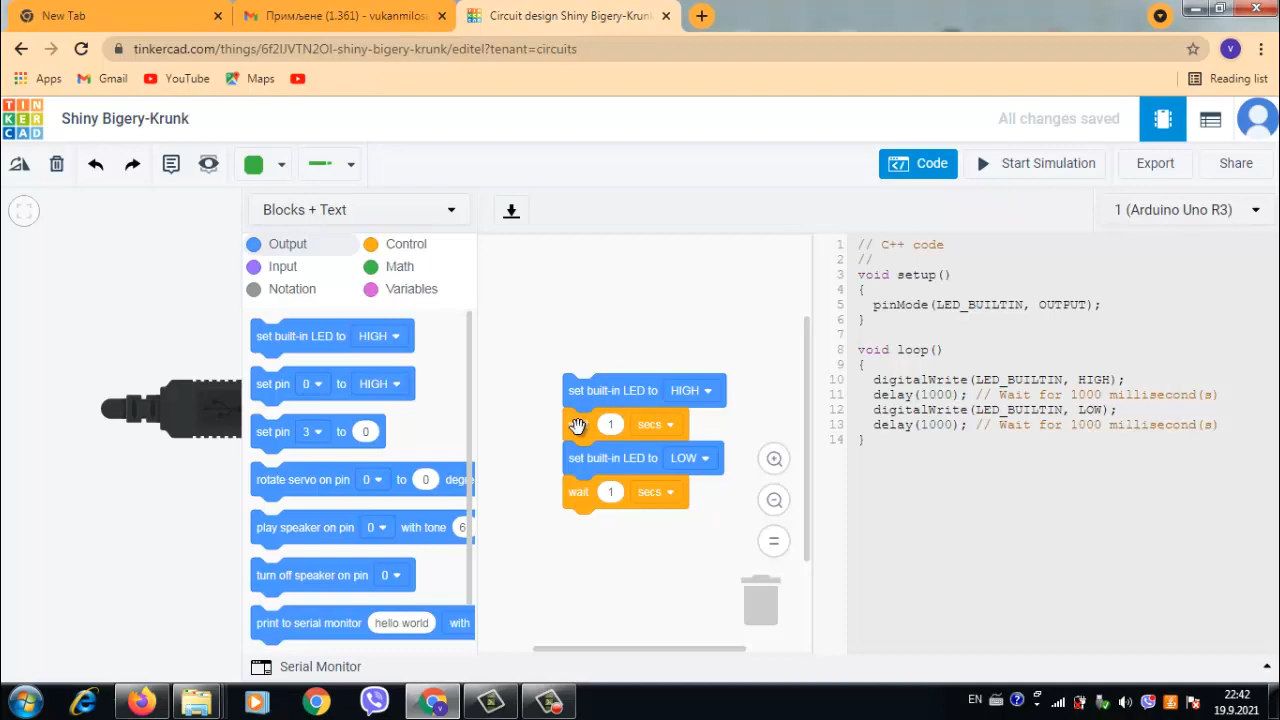 New Tab
Примљене (1.361) - vukanmilos
Circuit design Shiny Bigery-Krunk
tinkercad.com/things/6f2IJVTN2OI-shiny-bigery-krunk/editel?tenant=circuits
V
Apps
Gmail
YouTube
Maps
Reading list
TIN
KER
CAD
Shiny Bigery-Krunk
All changes saved
Code
Start Simulation
Export
Share
Blocks + Text
1 (Arduino Uno R3)
Output
Control
Input
Math
Notation
Variables
set built-in LED to HIGH
set pin 0 to HIGH
set pin 3 to 0
rotate servo on pin 0 to 0 degre
play speaker on pin 0 with tone 6
turn off speaker on pin 0
print to serial monitor hello world with
set built-in LED to HIGH
1 secs
set built-in LED to LOW
wait 1 secs
1 // C++ code
2 //
3 void setup()
4 {
5 pinMode(LED_BUILTIN, OUTPUT);
6 }
7
8 void loop()
9 {
10 digitalWrite(LED_BUILTIN, HIGH);
11 delay(1000); // Wait for 1000 millisecond(s)
12 digitalWrite(LED_BUILTIN, LOW);
13 delay(1000); // Wait for 1000 millisecond(s)
14 }
Serial Monitor
EN
22:42
19.9.2021